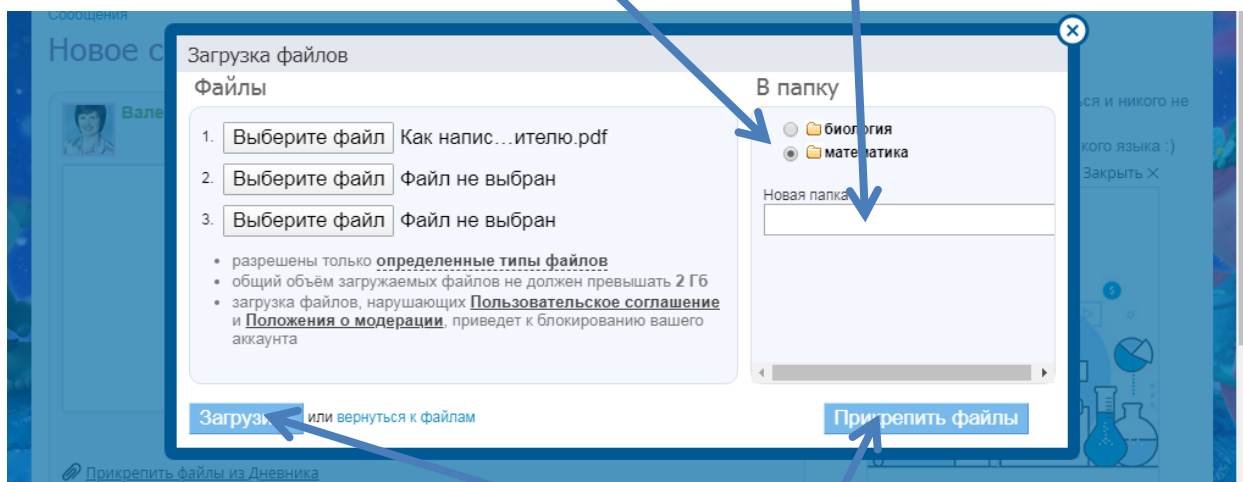 Сообщения
Новое с
Вале
Загрузка файлов
Файлы
1. Выберите файл Как напис...ителю.pdf
2. Выберите файл Файл не выбран
3. Выберите файл Файл не выбран
• разрешены только определенные типы файлов
• общий объём загружаемых файлов не должен превышать 2 Гб
• загрузка файлов, нарушающих Пользовательское соглашение
и Положения о модерации, приведет к блокированию вашего
аккаунта
В папку
биология
математика
Новая папка
Загрузи
или вернуться к файлам
Прикрепить файлы
ься и никого не
кого языка :)
Закрыть ×
Прикрепить файлы из Дневника